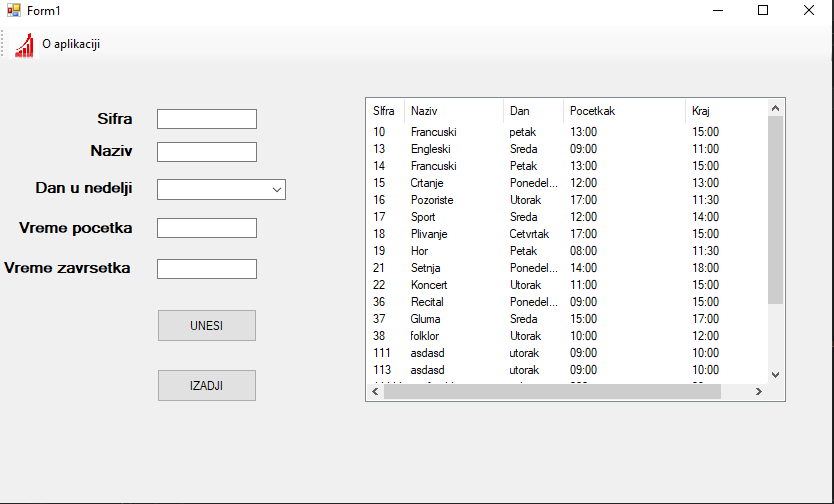 Form1
O aplikaciji
Sifra
Naziv
Dan u nedelji
Vreme pocetka
Vreme zavrsetka
UNESI
IZADJI
SIfra Naziv Dan Pocetkak Kraj
10 Francuski petak 13:00 15:00
13 Engleski Sreda 09:00 11:00
14 Francuski Petak 13:00 15:00
15 Crtanje Ponedel... 12:00 13:00
16 Pozoriste Utorak 17:00 11:30
17 Sport Sreda 12:00 14:00
18 Plivanje Cetvrtak 17:00 15:00
19 Hor Petak 08:00 11:30
21 Setnja Ponedel... 14:00 18:00
22 Koncert Utorak 11:00 15:00
36 Recital Ponedel... 09:00 15:00
37 Gluma Sreda 15:00 17:00
38 folklor Utorak 10:00 12:00
111 asdasd utorak 09:00 10:00
113 asdasd utorak 09:00 10:00